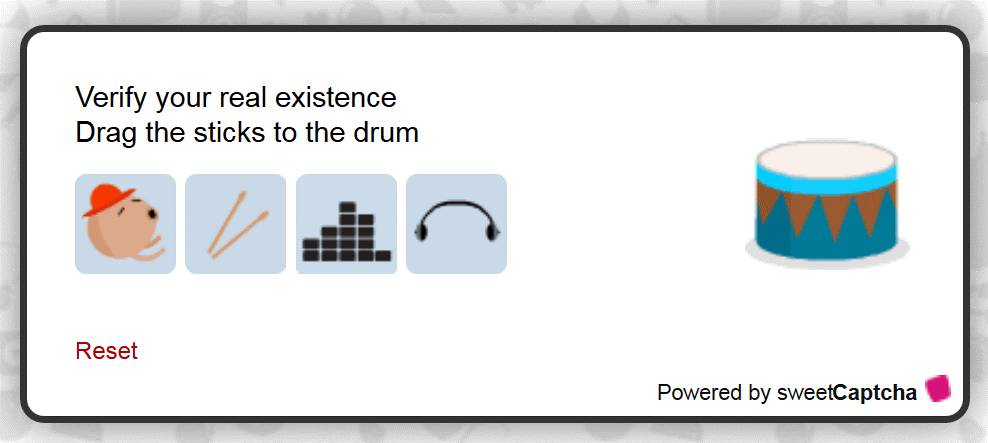 Verify your real existence
Drag the sticks to the drum
Reset
Powered by sweetCaptcha